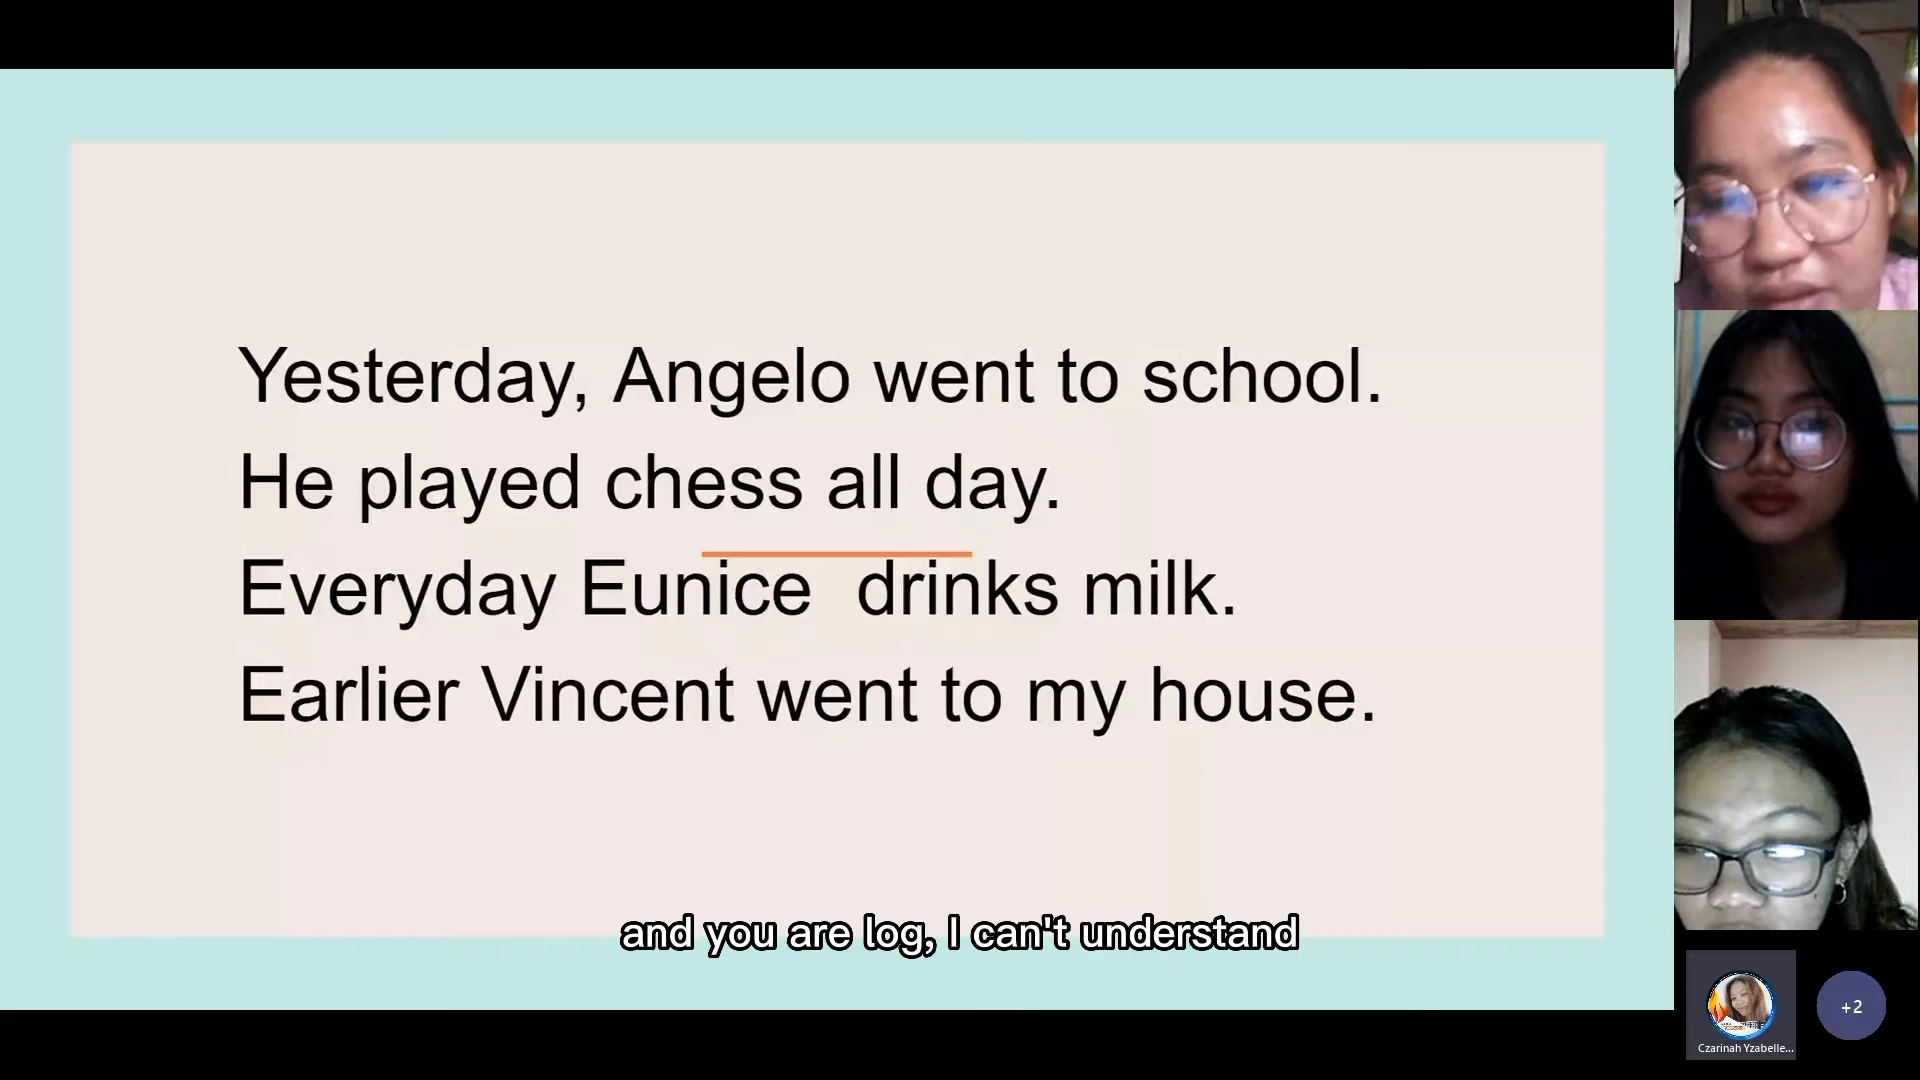 Yesterday, Angelo went to school.
He played chess all day.
Everyday Eunice drinks milk.
Earlier Vincent went to my house.
and you are log, I can't understand
Czarinah Yzabelle...
+2